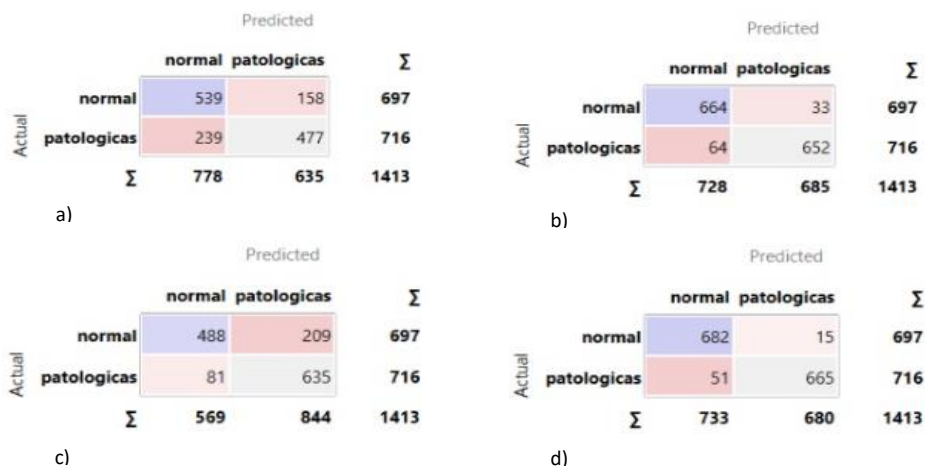 Predicted
normal patologicas Σ
Actual
normal 539 158 697
patologicas 239 477 716
Σ 778 635 1413
a)
Predicted
normal patologicas Σ
Actual
normal 664 33 697
patologicas 64 652 716
Σ 728 685 1413
b)
Predicted
normal patologicas Σ
Actual
normal 488 209 697
patologicas 81 635 716
Σ 569 844 1413
c)
Predicted
normal patologicas Σ
Actual
normal 682 15 697
patologicas 51 665 716
Σ 733 680 1413
d)